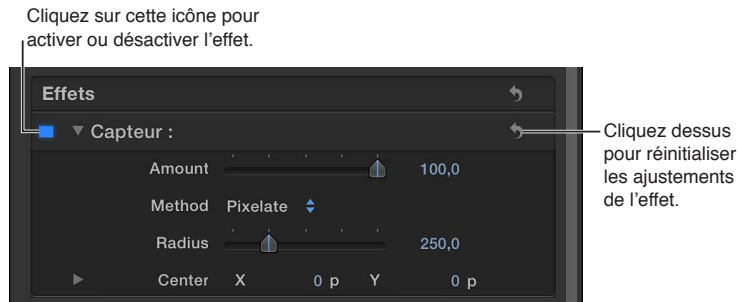 Cliquez sur cette icône pour
activer ou désactiver l’effet.
Effets
Capteur :
Cliquez dessus
pour réinitialiser
les ajustements
de l’effet.
Amount 100,0
Method Pixelate
Radius 250,0
Center X 0 p Y 0 p